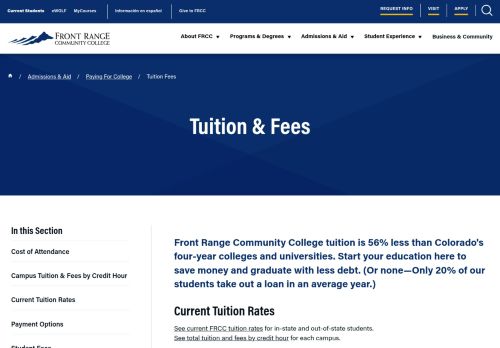 Current Students eWOLF MyCourses Información en español Give to FRCC REQUEST INFO VISIT APPLY
FRONT RANGE
COMMUNITY COLLEGE
About FRCC Programs & Degrees Admissions & Aid Student Experience Business & Community
/ Admissions & Aid / Paying For College / Tuition Fees
Tuition & Fees
In this Section
Cost of Attendance
Campus Tuition & Fees by Credit Hour
Current Tuition Rates
Payment Options
Student Fees
Front Range Community College tuition is 56% less than Colorado's
four-year colleges and universities. Start your education here to
save money and graduate with less debt. (Or none—Only 20% of our
students take out a loan in an average year.)
Current Tuition Rates
See current FRCC tuition rates for in-state and out-of-state students.
See total tuition and fees by credit hour for each campus.